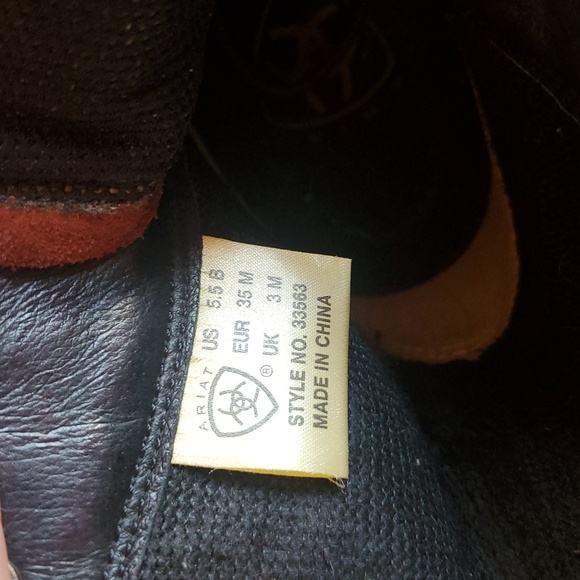 ARIAT ®
US 5.5 B
EUR 35 M
UK 3 M
STYLE NO. 33563
MADE IN CHINA